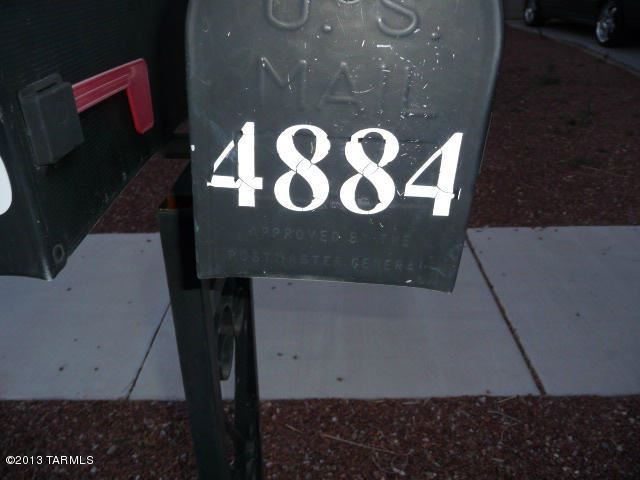 U.S.
MAIL
4884
APPROVED BY THE
POSTMASTER GENERAL
©2013 TARMLS